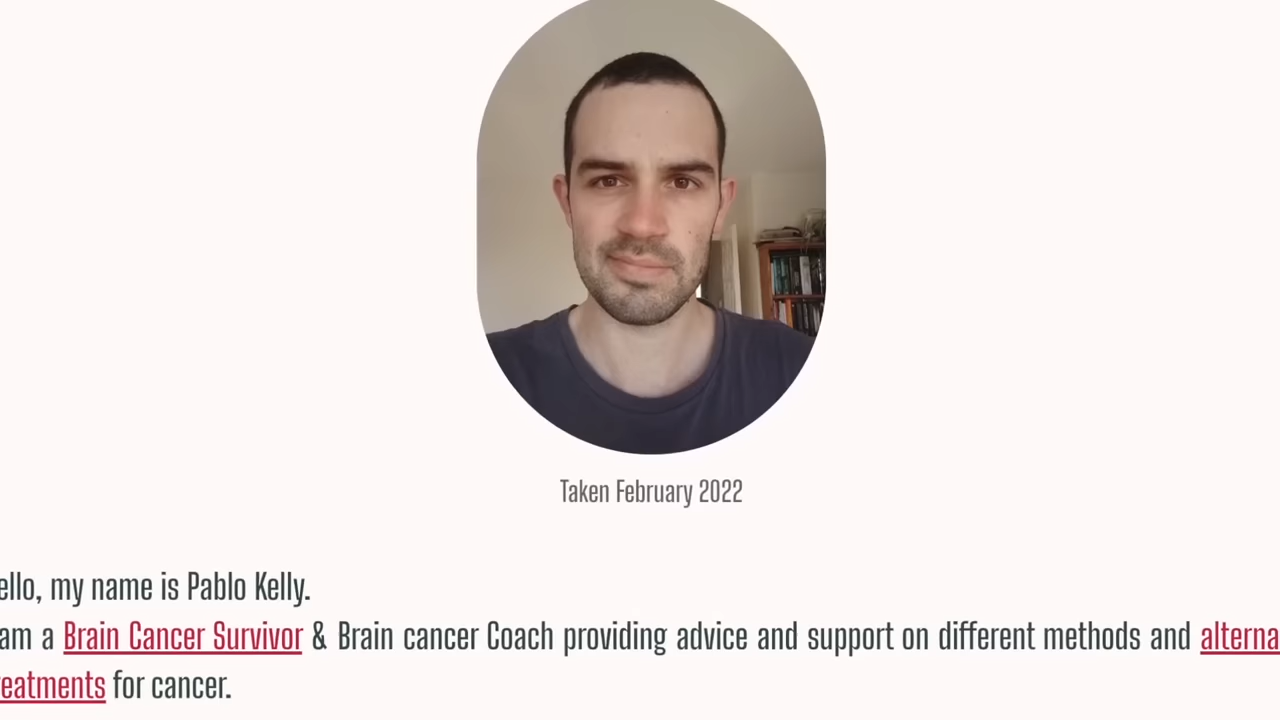 Taken February 2022
ello, my name is Pablo Kelly.
am a Brain Cancer Survivor & Brain cancer Coach providing advice and support on different methods and alterna
eatments for cancer.